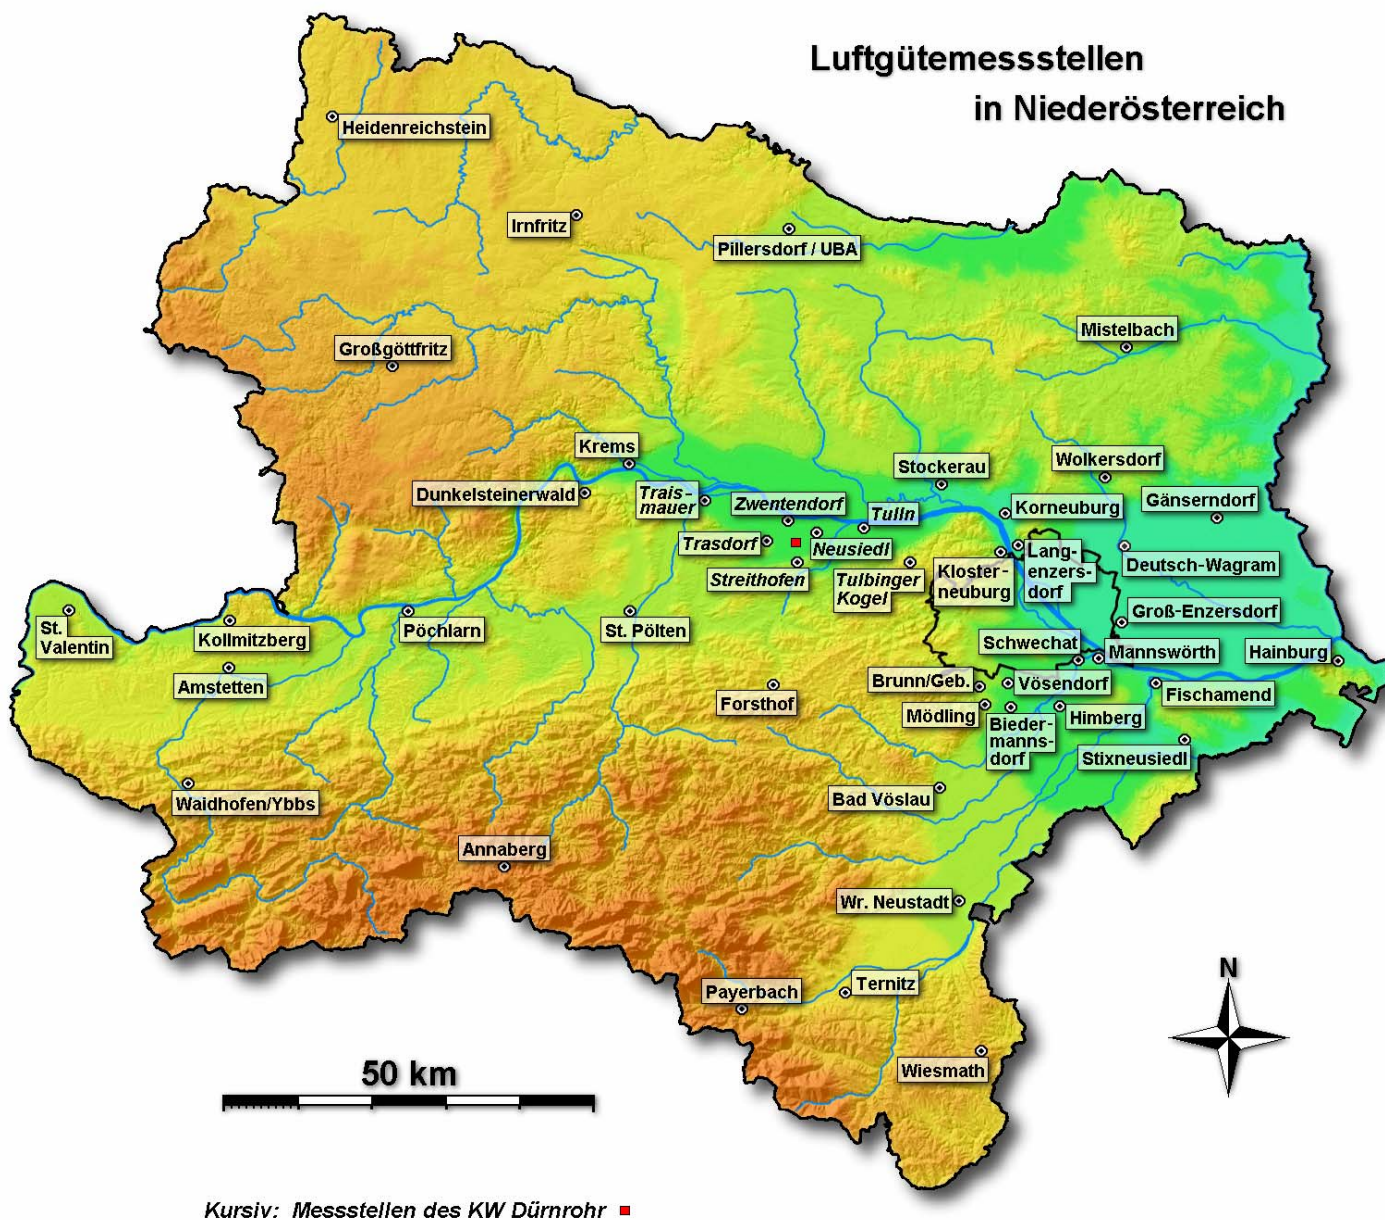 Luftgütemessstellen
in Niederösterreich
Heidenreichstein
Irnfritz
Pillersdorf / UBA
Mistelbach
Großgöttfritz
Krems
Stockerau
Wolkersdorf
Dunkelsteinerwald
Trais-
mauer
Zwentendorf
Tulln
Korneuburg
Gänserndorf
Trasdorf
Neusiedl
Streithofen
Tulbinger
Kogel
Kloster-
neuburg
Lang-
enzers-
dorf
Deutsch-Wagram
Groß-Enzersdorf
St.
Valentin
Kollmitzberg
Pöchlarn
St. Pölten
Schwechat
Mannswörth
Hainburg
Amstetten
Forsthof
Brunn/Geb.
Vösendorf
Fischamend
Mödling
Bieder-
manns-
dorf
Himberg
Stixneusiedl
Waidhofen/Ybbs
Bad Vöslau
Annaberg
Wr. Neustadt
Payerbach
Ternitz
Wiesmath
N
50 km
Kursiv: Messstellen des KW Dürnrohr